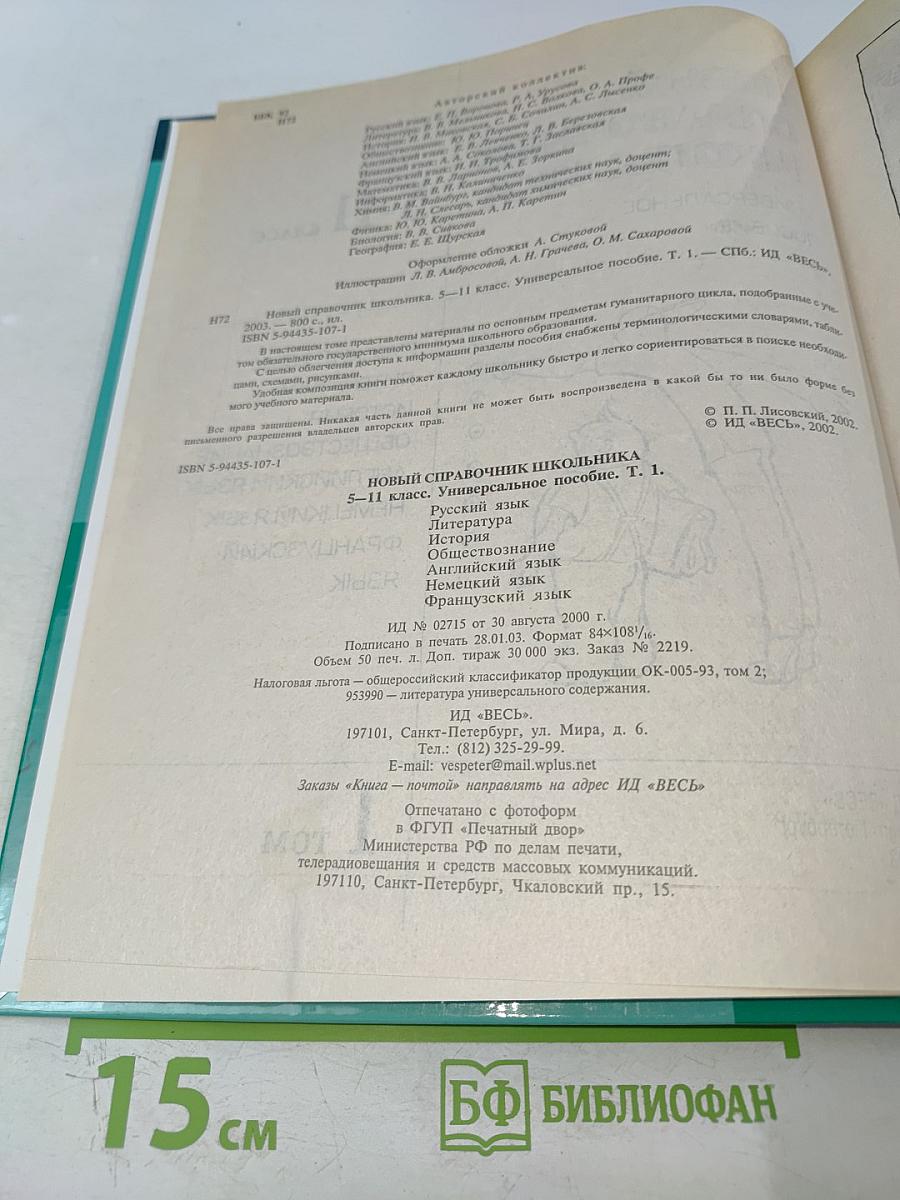 ББК 92
Н72
Авторский коллектив:
Русский язык: Е. П. Воронова, Р. А. Урусова
Литература: В. В. Мельникова, Н. С. Волкова, О. А. Профе
История: Н. В. Маковская, С. Б. Сочилин, А. С. Лысенко
Обществознание: Ю. Ю. Поринец
Английский язык: Е. В. Левченко, Л. В. Березовская
Немецкий язык: А. А. Соколова, Т. Г. Заславская
Французский язык: Н. И. Трофимова
Математика: В. В. Ларионов, А. Е. Зоркина
Информатика: В. Н. Калиниченко
Химия: В. М. Вайнбург, кандидат технических наук, доцент;
Л. Н. Слесарь, кандидат химических наук, доцент
Физика: Ю. Ю. Каретина, А. П. Каретин
Биология: В. В. Сивкова
География: Е. Е. Щурская
Оформление обложки А. Стуковой
Иллюстрации Л. В. Амбросовой, А. Н. Грачева, О. М. Сахаровой
Н72 Новый справочник школьника. 5—11 класс. Универсальное пособие. Т. 1. — СПб.: ИД «ВЕСЬ»,
2003. — 800 с., ил.
ISBN 5-94435-107-1
В настоящем томе представлены материалы по основным предметам гуманитарного цикла, подобранные с уче-
том обязательного государственного минимума школьного образования.
С целью облегчения доступа к информации разделы пособия снабжены терминологическими словарями, табли-
цами, схемами, рисунками.
Удобная композиция книги поможет каждому школьнику быстро и легко сориентироваться в поиске необходи-
мого учебного материала.
Все права защищены. Никакая часть данной книги не может быть воспроизведена в какой бы то ни было форме без
письменного разрешения владельцев авторских прав.
© П. П. Лисовский, 2002.
© ИД «ВЕСЬ», 2002.
ISBN 5-94435-107-1
НОВЫЙ СПРАВОЧНИК ШКОЛЬНИКА
5—11 класс. Универсальное пособие. Т. 1.
Русский язык
Литература
История
Обществознание
Английский язык
Немецкий язык
Французский язык
ИД № 02715 от 30 августа 2000 г.
Подписано в печать 28.01.03. Формат 84×108¹/₁₆.
Объем 50 печ. л. Доп. тираж 30 000 экз. Заказ № 2219.
Налоговая льгота — общероссийский классификатор продукции ОК-005-93, том 2;
953990 — литература универсального содержания.
ИД «ВЕСЬ».
197101, Санкт-Петербург, ул. Мира, д. 6.
Тел.: (812) 325-29-99.
E-mail: vespeter@mail.wplus.net
Заказы «Книга — почтой» направлять на адрес ИД «ВЕСЬ»
Отпечатано с фотоформ
в ФГУП «Печатный двор»
Министерства РФ по делам печати,
телерадиовещания и средств массовых коммуникаций.
197110, Санкт-Петербург, Чкаловский пр., 15.
15 см
БФ БИБЛИОФАН